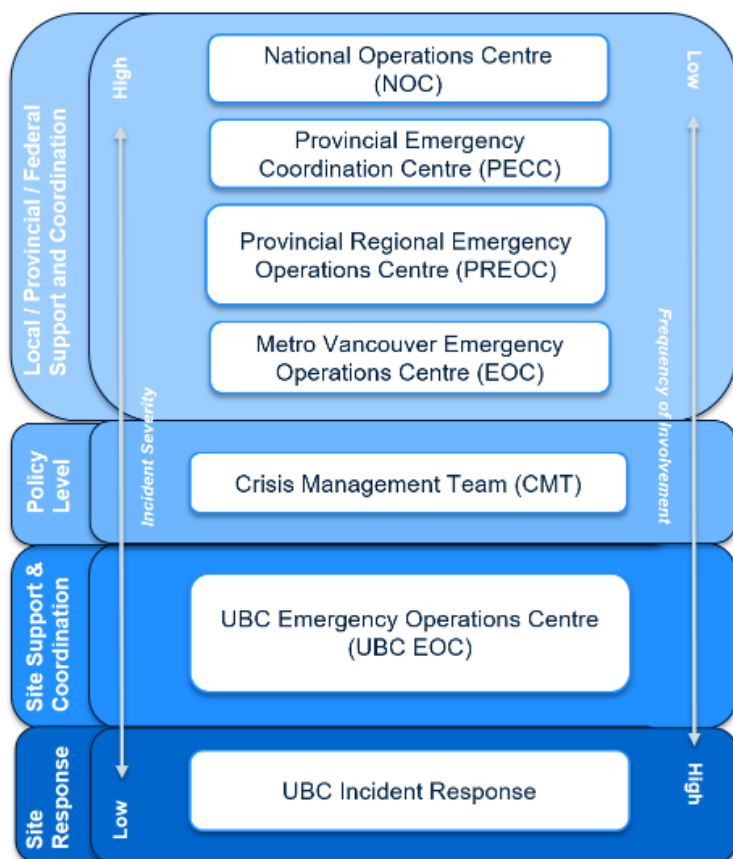 Local / Provincial / Federal
Support and Coordination
High
Low
National Operations Centre
(NOC)
Provincial Emergency
Coordination Centre (PECC)
Provincial Regional Emergency
Operations Centre (PREOC)
Metro Vancouver Emergency
Operations Centre (EOC)
Incident Severity
Frequency of Involvement
Policy
Level
Crisis Management Team (CMT)
Site Support &
Coordination
UBC Emergency Operations Centre
(UBC EOC)
Site
Response
Low
UBC Incident Response
High